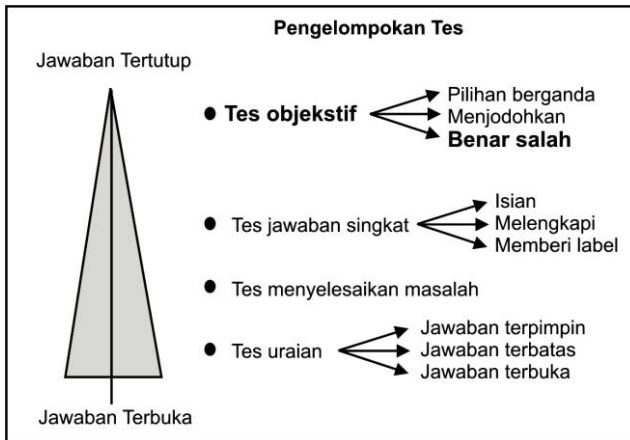 Pengelompokan Tes
Jawaban Tertutup
Tes objekstif
Pilihan berganda
Menjodohkan
Benar salah
Tes jawaban singkat
Isian
Melengkapi
Memberi label
Tes menyelesaikan masalah
Tes uraian
Jawaban terpimpin
Jawaban terbatas
Jawaban terbuka
Jawaban Terbuka